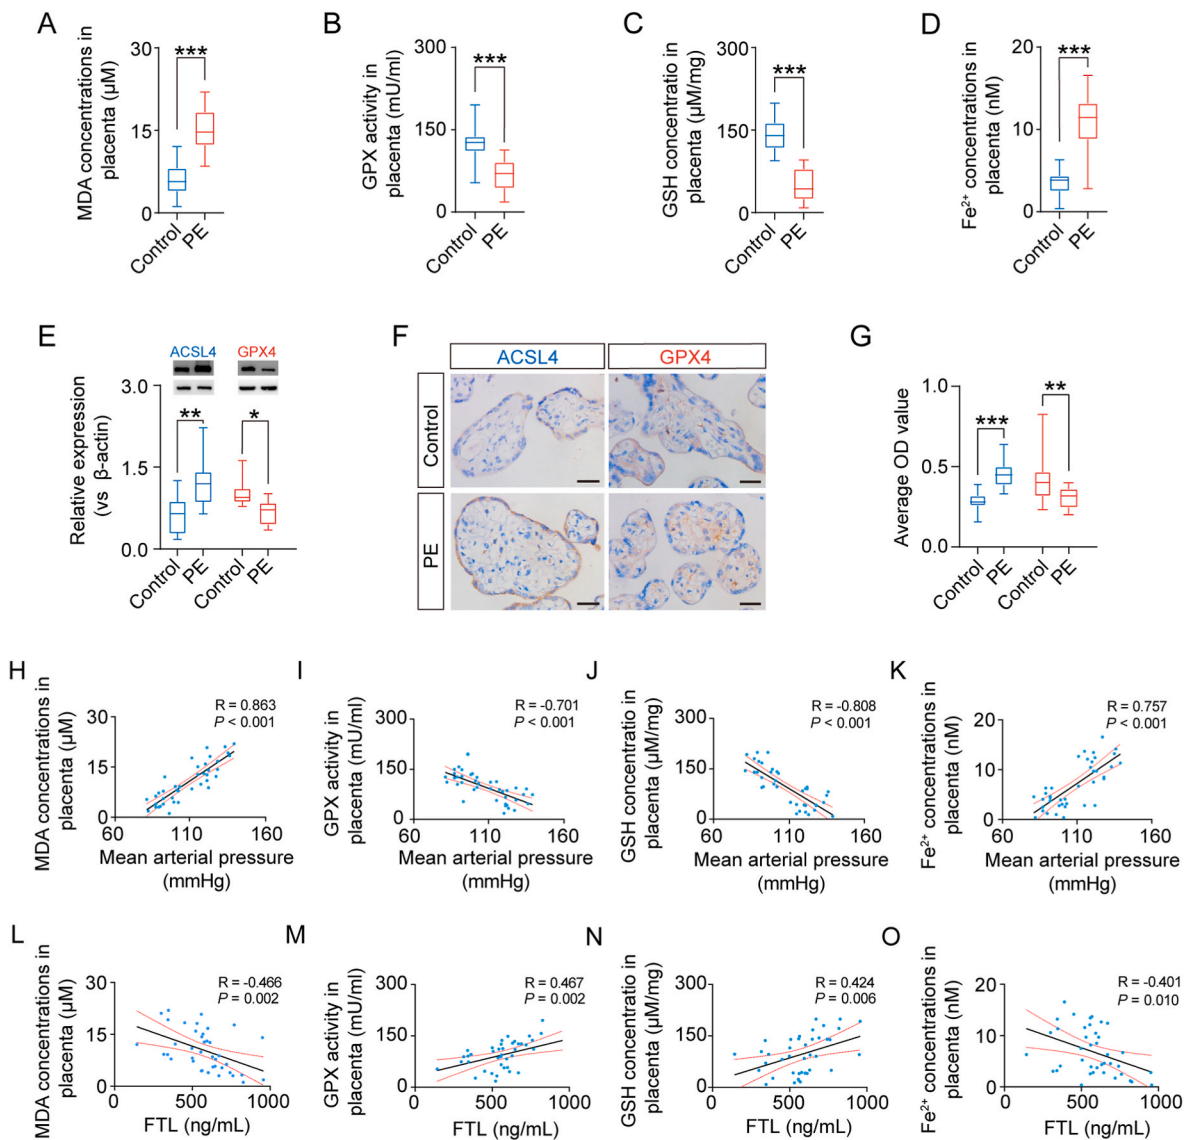 A
MDA concentrations in
placenta (μM)
30
15
0
***
Control
PE
B
GPX activity in
placenta (mU/ml)
300
150
0
***
Control
PE
C
GSH concentratio in
placenta (μM/mg)
300
150
0
***
Control
PE
D
Fe²⁺ concentrations in
placenta (nM)
20
10
0
***
Control
PE
E
ACSL4
GPX4
Relative expression
(vs β-actin)
3.0
1.5
0.0
**
*
Control
PE
Control
PE
F
ACSL4
GPX4
Control
PE
G
Average OD value
1.0
0.5
0.0
***
**
Control
PE
Control
PE
H
MDA concentrations in
placenta (μM)
R = 0.863
P < 0.001
30
15
0
60
110
160
Mean arterial pressure
(mmHg)
I
GPX activity in
placenta (mU/ml)
R = -0.701
P < 0.001
300
150
0
60
110
160
Mean arterial pressure
(mmHg)
J
GSH concentratio in
placenta (μM/mg)
R = -0.808
P < 0.001
300
150
0
60
110
160
Mean arterial pressure
(mmHg)
K
Fe²⁺ concentrations in
placenta (nM)
R = 0.757
P < 0.001
20
10
0
60
110
160
Mean arterial pressure
(mmHg)
L
MDA concentrations in
placenta (μM)
R = -0.466
P = 0.002
30
15
0
0
500
1000
FTL (ng/mL)
M
GPX activity in
placenta (mU/ml)
R = 0.467
P = 0.002
300
150
0
0
500
1000
FTL (ng/mL)
N
GSH concentratio in
placenta (μM/mg)
R = 0.424
P = 0.006
300
150
0
0
500
1000
FTL (ng/mL)
O
Fe²⁺ concentrations in
placenta (nM)
R = -0.401
P = 0.010
20
10
0
0
500
1000
FTL (ng/mL)